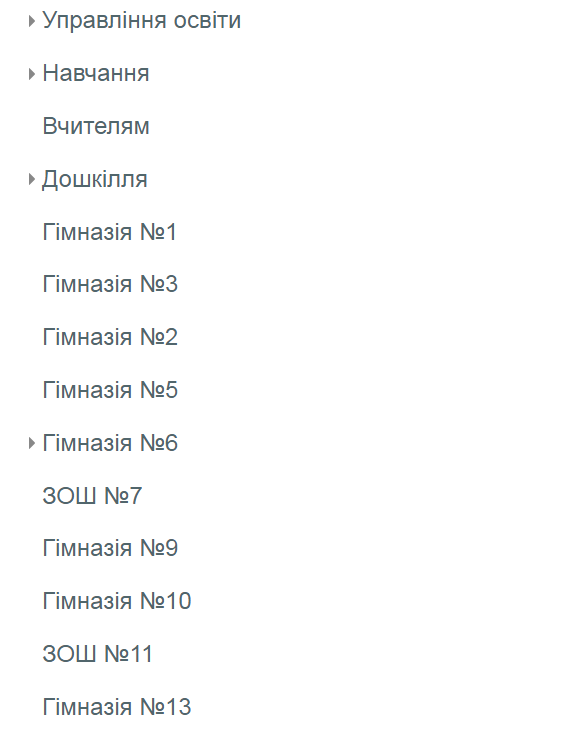 Управління освіти
Навчання
Вчителям
Дошкілля
Гімназія №1
Гімназія №3
Гімназія №2
Гімназія №5
Гімназія №6
ЗОШ №7
Гімназія №9
Гімназія №10
ЗОШ №11
Гімназія №13